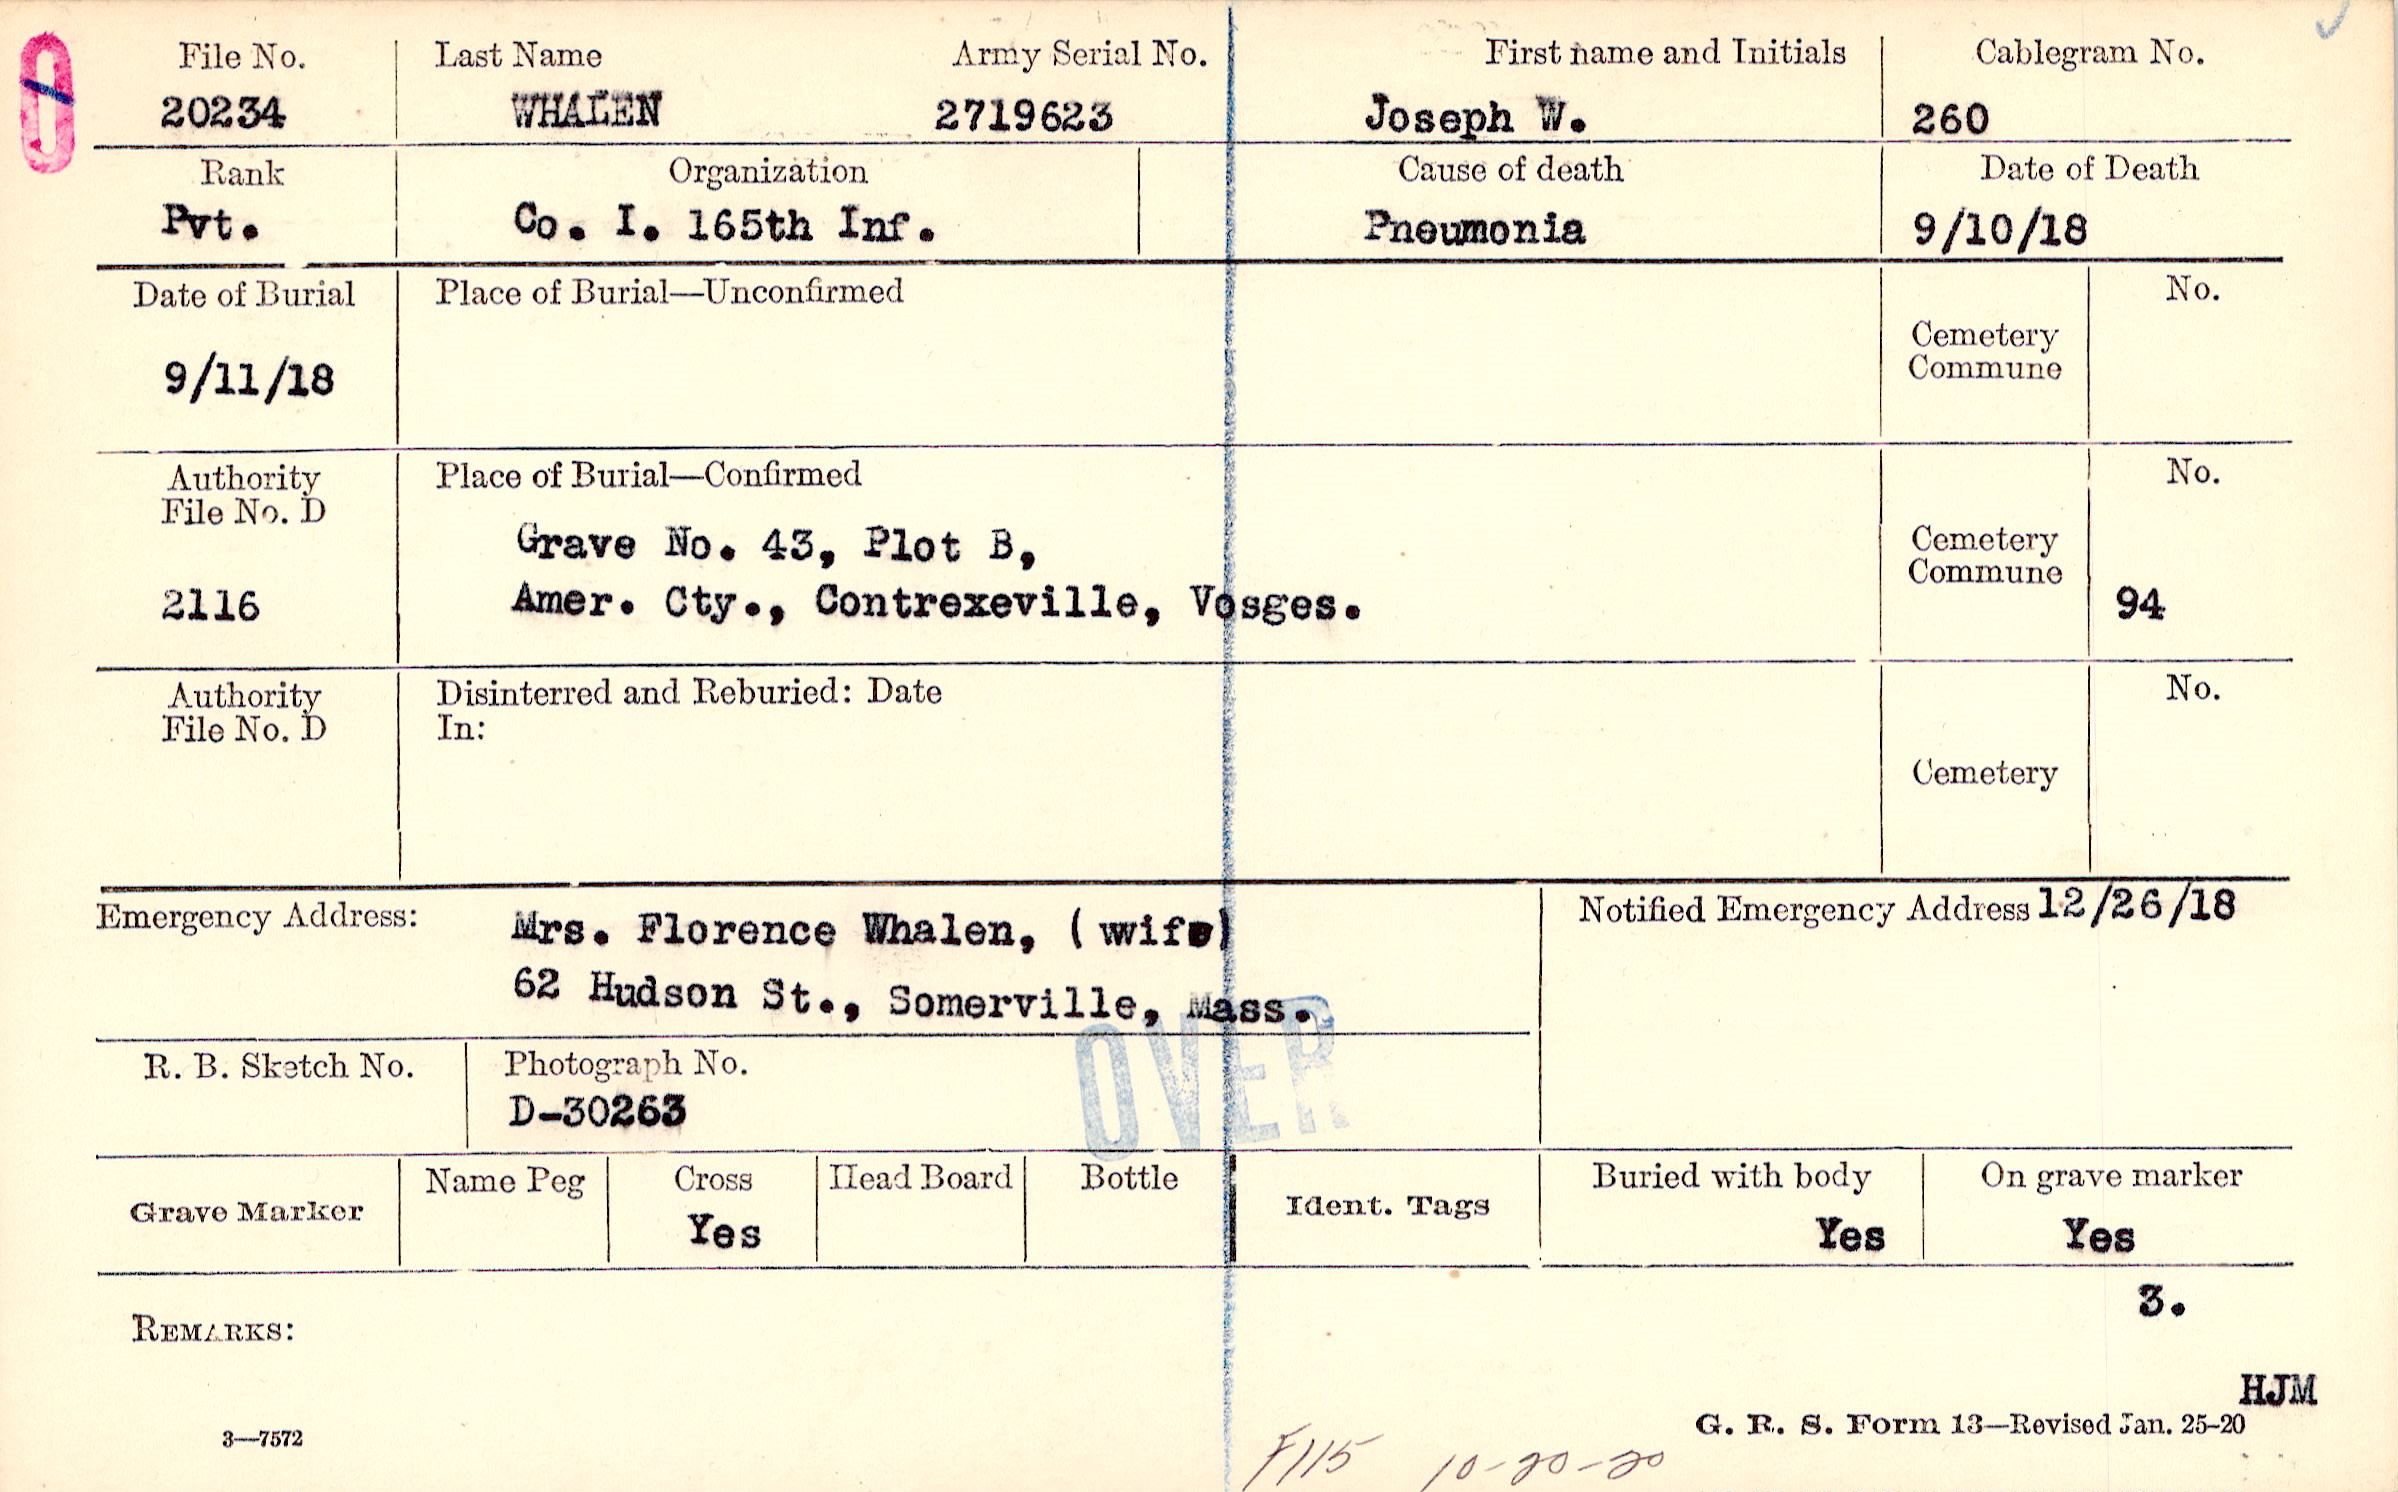 File No. Last Name Army Serial No. First name and Initials Cablegram No.
20234 WHALEN 2719623 Joseph W. 260
Rank Organization Cause of death Date of Death
Pvt. Co. I. 165th Inf. Pneumonia 9/10/18
Date of Burial Place of Burial—Unconfirmed No.
Cemetery
Commune
9/11/18
Authority Place of Burial—Confirmed No.
File No. D
Grave No. 43, Plot B, Cemetery
Commune
2116 Amer. Cty., Contrexeville, Vosges. 94
Authority Disinterred and Reburied: Date No.
File No. D In:
Cemetery
Emergency Address: Mrs. Florence Whalen, (wife) Notified Emergency Address 12/26/18
62 Hudson St., Somerville, Mass.
OVER
R. B. Sketch No. Photograph No.
D-30263
Grave Marker Name Peg Cross Head Board Bottle Ident. Tags Buried with body On grave marker
Yes Yes Yes
3.
REMARKS:
HJM
3—7572 G. R. S. Form 13—Revised Jan. 25-20
F115 10-20-20